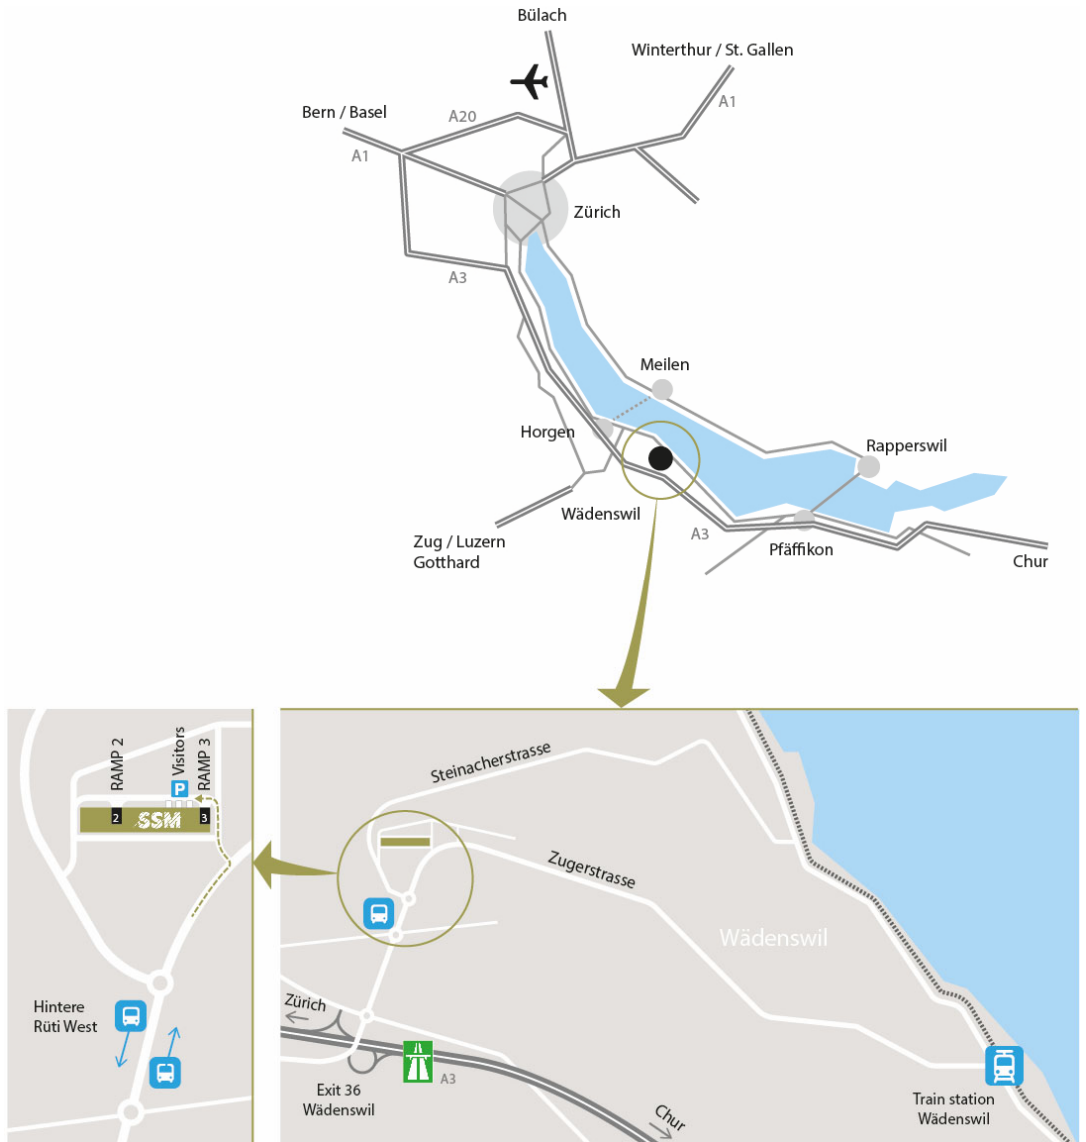 Bülach
Winterthur / St. Gallen
A1
A20
Bern / Basel
A1
Zürich
A3
Meilen
Horgen
Rapperswil
Wädenswil
A3
Pfäffikon
Zug / Luzern
Gotthard
Chur
RAMP 2
Visitors
RAMP 3
P
2
SSM
3
Hintere
Rüti West
Steinacherstrasse
Zugerstrasse
Wädenswil
Zürich
Exit 36
Wädenswil
A3
Chur
Train station
Wädenswil